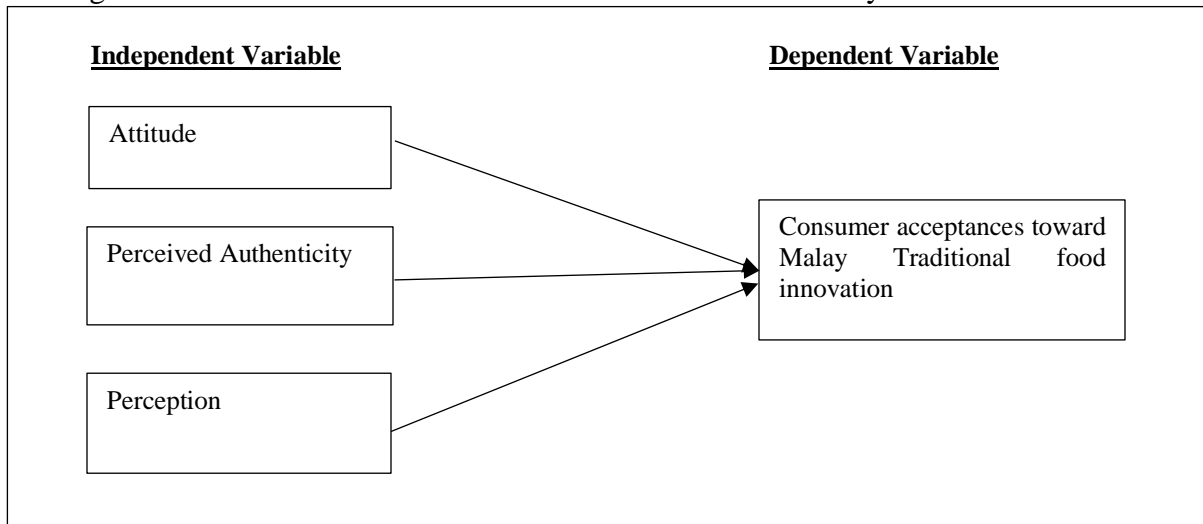 Independent Variable
Dependent Variable
Attitude
Perceived Authenticity
Perception
Consumer acceptances toward
Malay Traditional food
innovation